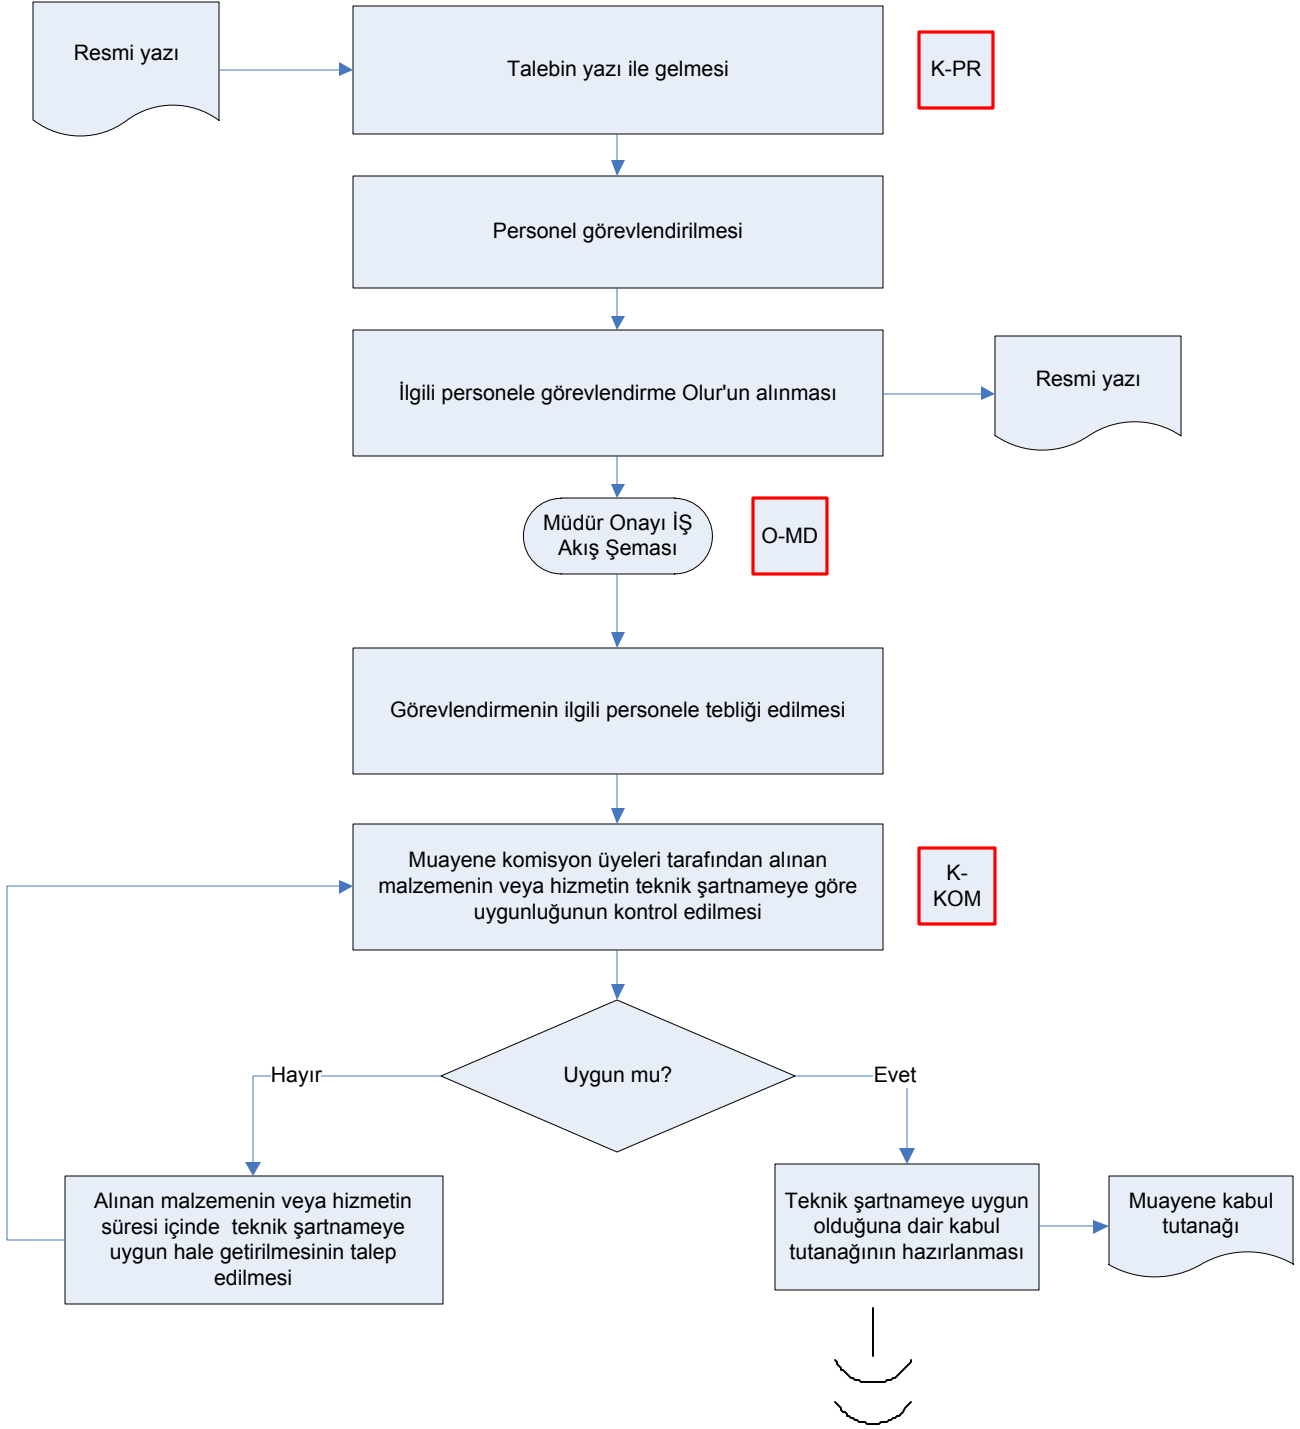 Resmi yazı
Talebin yazı ile gelmesi
K-PR
Personel görevlendirilmesi
İlgili personele görevlendirme Olur'un alınması
Resmi yazı
Müdür Onayı İŞ
Akış Şeması
O-MD
Görevlendirmenin ilgili personele tebliği edilmesi
Muayene komisyon üyeleri tarafından alınan
malzemenin veya hizmetin teknik şartnameye göre
uygunluğunun kontrol edilmesi
K-
KOM
Uygun mu?
Hayır
Evet
Alınan malzemenin veya hizmetin
süresi içinde  teknik şartnameye
uygun hale getirilmesinin talep
edilmesi
Teknik şartnameye uygun
olduğuna dair kabul
tutanağının hazırlanması
Muayene kabul
tutanağı